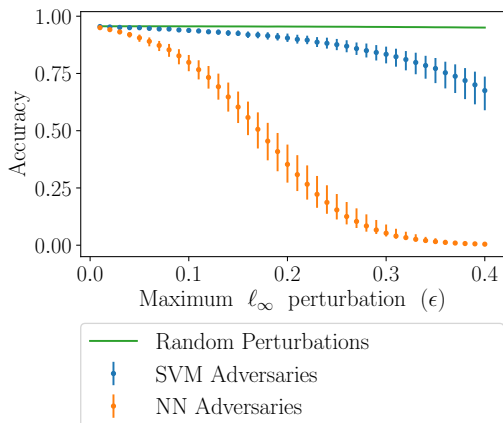 1.00
0.75
0.50
0.25
0.00
Accuracy
0.0 0.1 0.2 0.3 0.4
Maximum ℓ∞ perturbation (ϵ)
Random Perturbations
SVM Adversaries
NN Adversaries